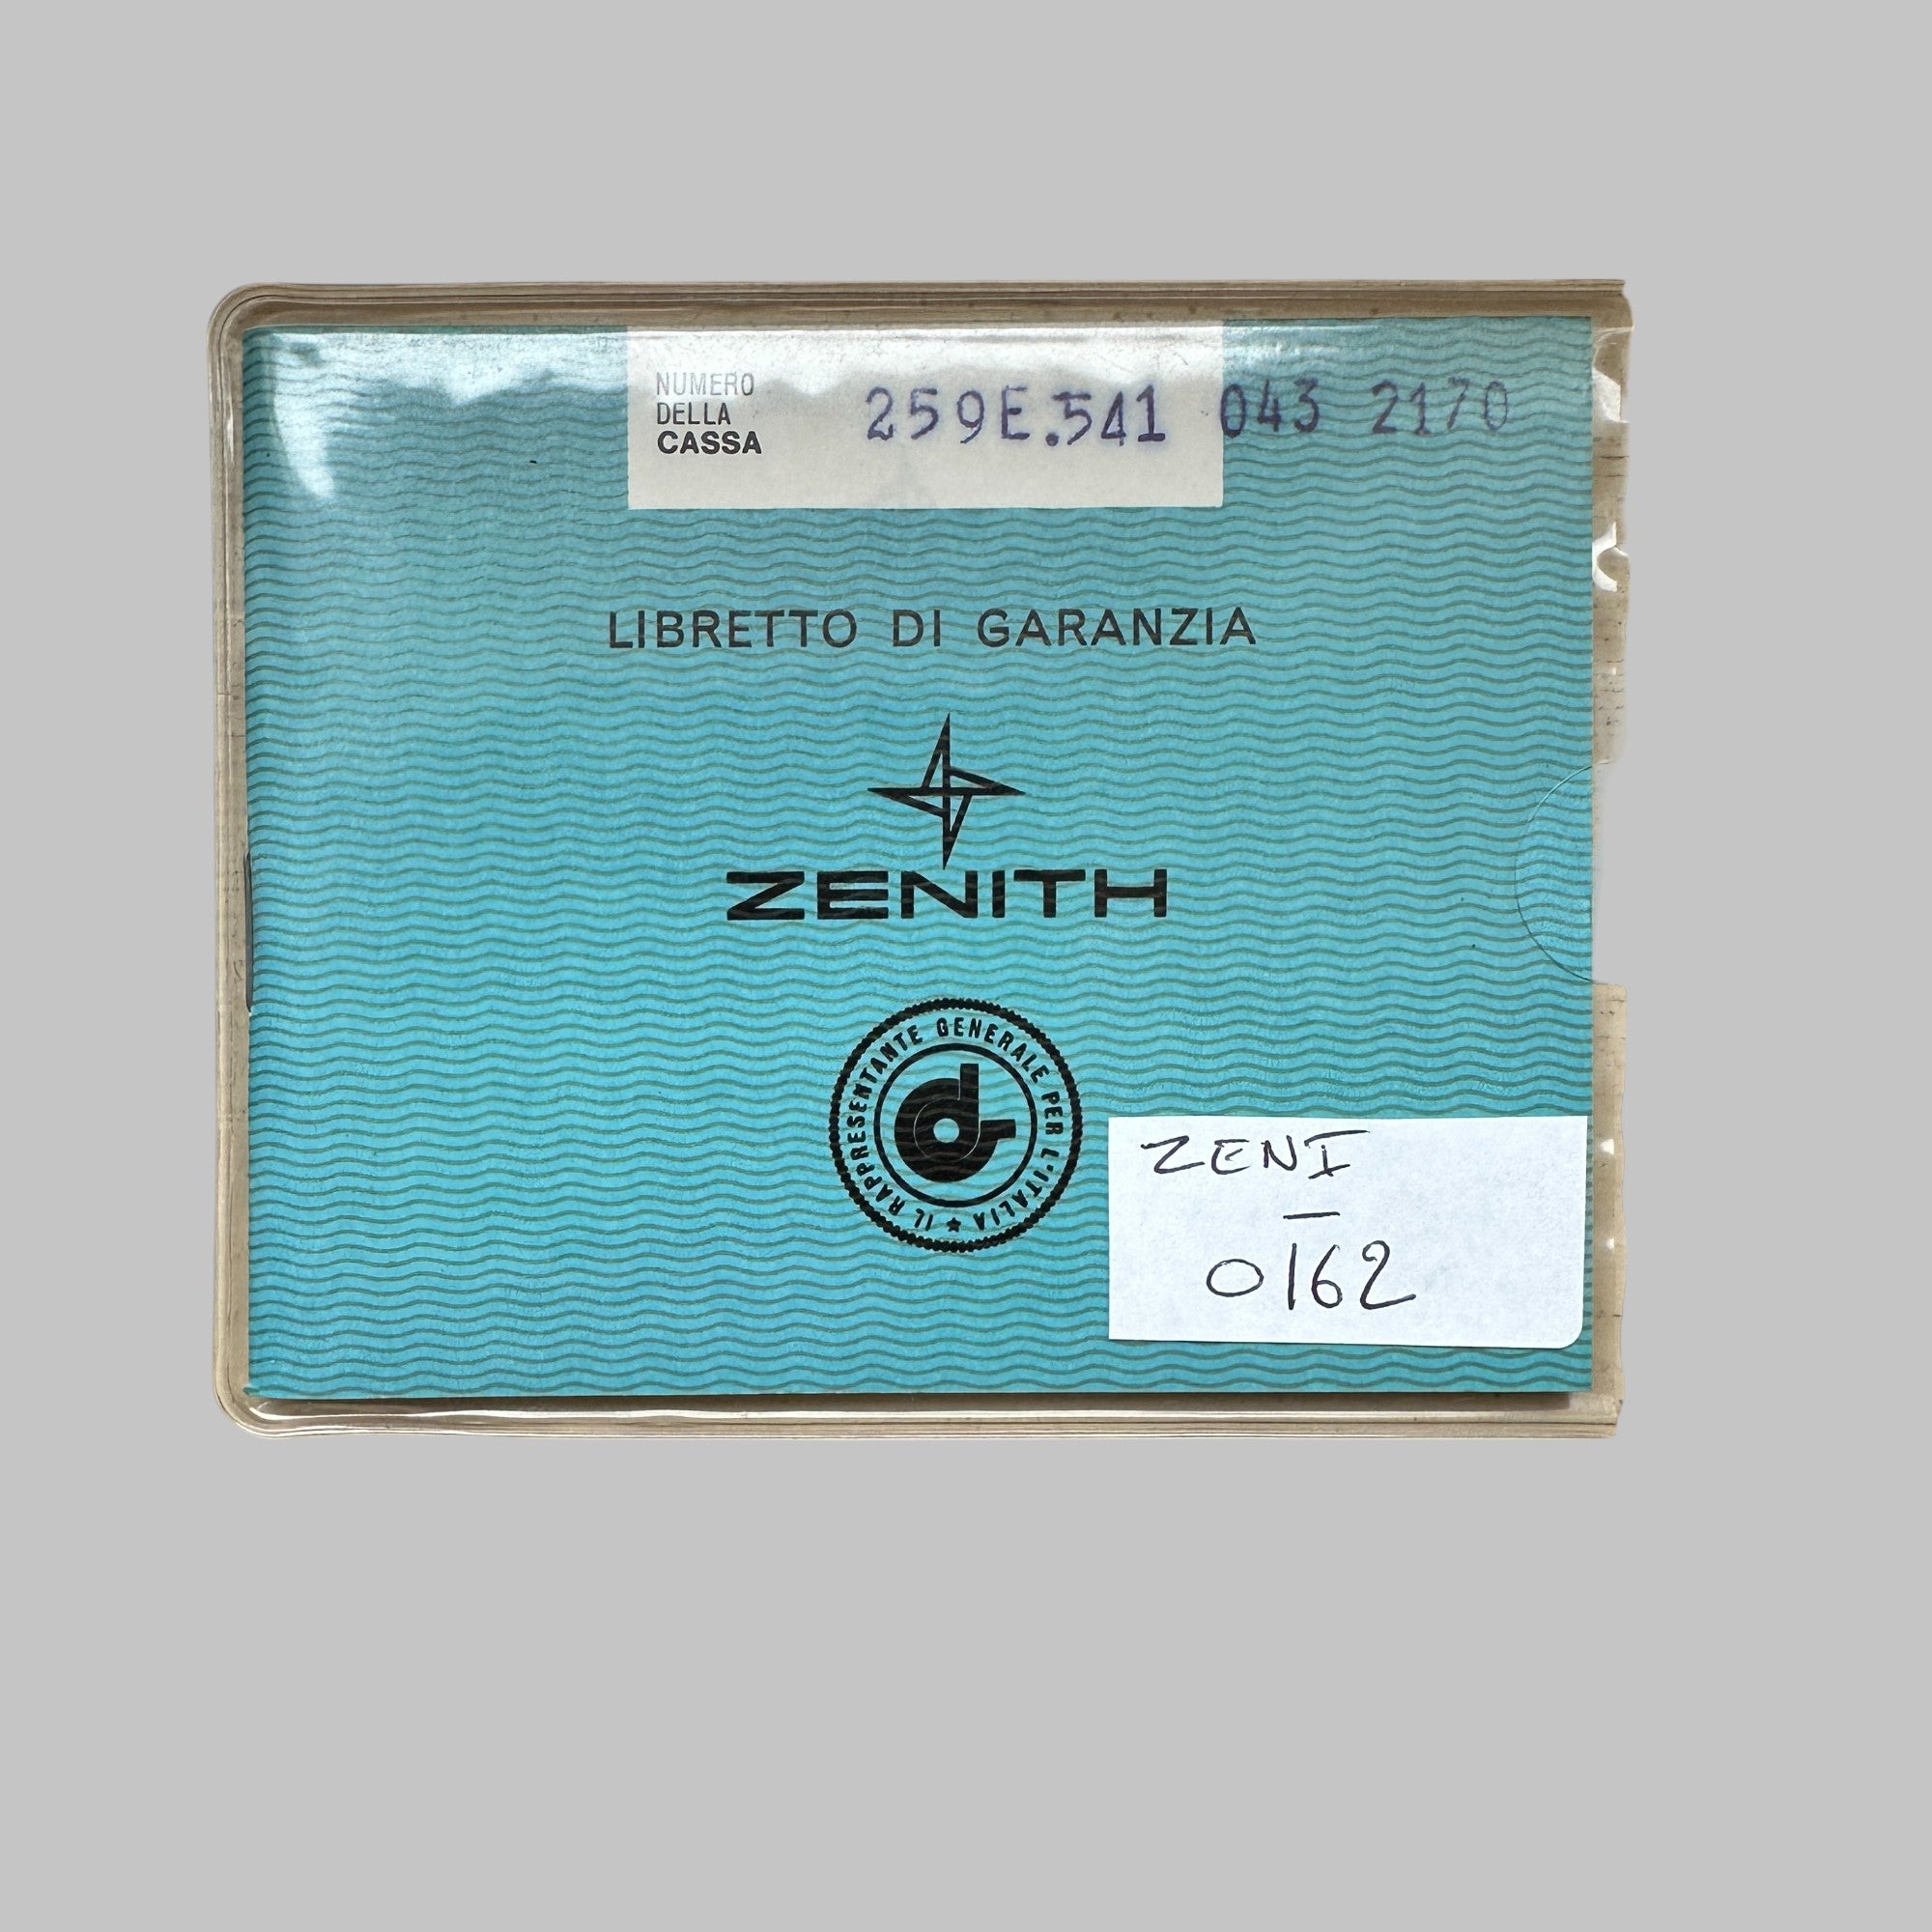 NUMERO
DELLA
CASSA
259E.541 043 2170
LIBRETTO DI GARANZIA
ZENITH
IL RAPPRESENTANTE GENERALE PER L'ITALIA ★
d
ZENI
—
0162